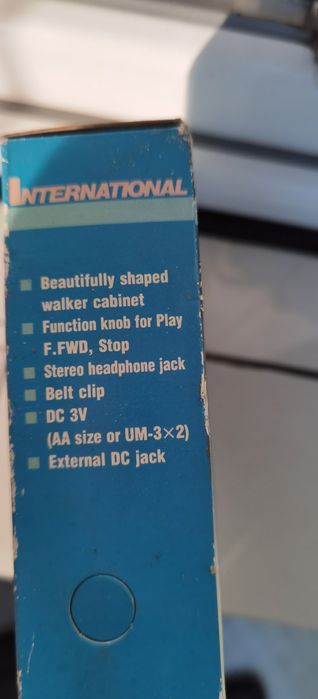 INTERNATIONAL
Beautifully shaped
walker cabinet
Function knob for Play
F.FWD, Stop
Stereo headphone jack
Belt clip
DC 3V
(AA size or UM-3×2)
External DC jack